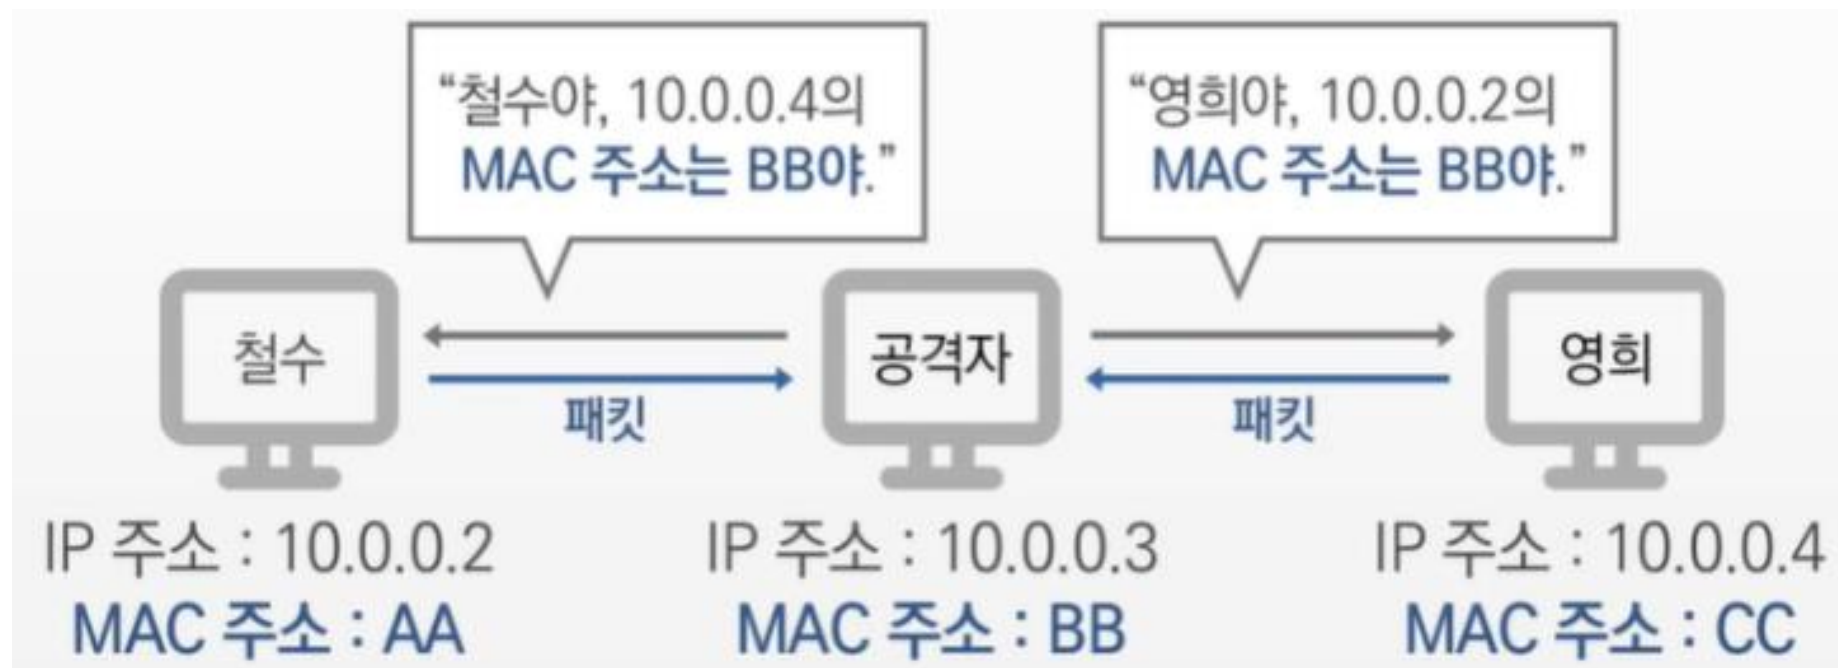 “철수야, 10.0.0.4의
MAC 주소는 BB야.”
“영희야, 10.0.0.2의
MAC 주소는 BB야.”
철수
패킷
공격자
패킷
영희
IP 주소 : 10.0.0.2
MAC 주소 : AA
IP 주소 : 10.0.0.3
MAC 주소 : BB
IP 주소 : 10.0.0.4
MAC 주소 : CC